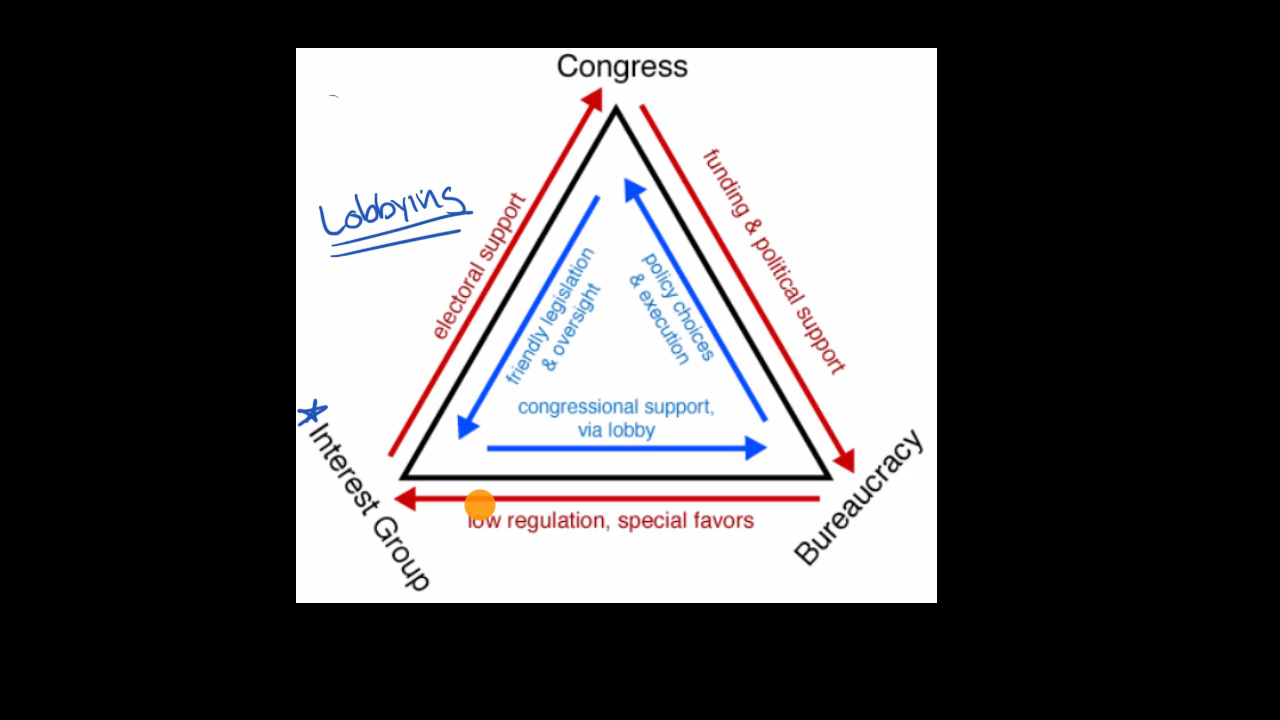 Congress
funding & political support
Lobbying
electoral support
friendly legislation
& oversight
policy choices
& execution
congressional support,
via lobby
Interest Group
Bureaucracy
low regulation, special favors